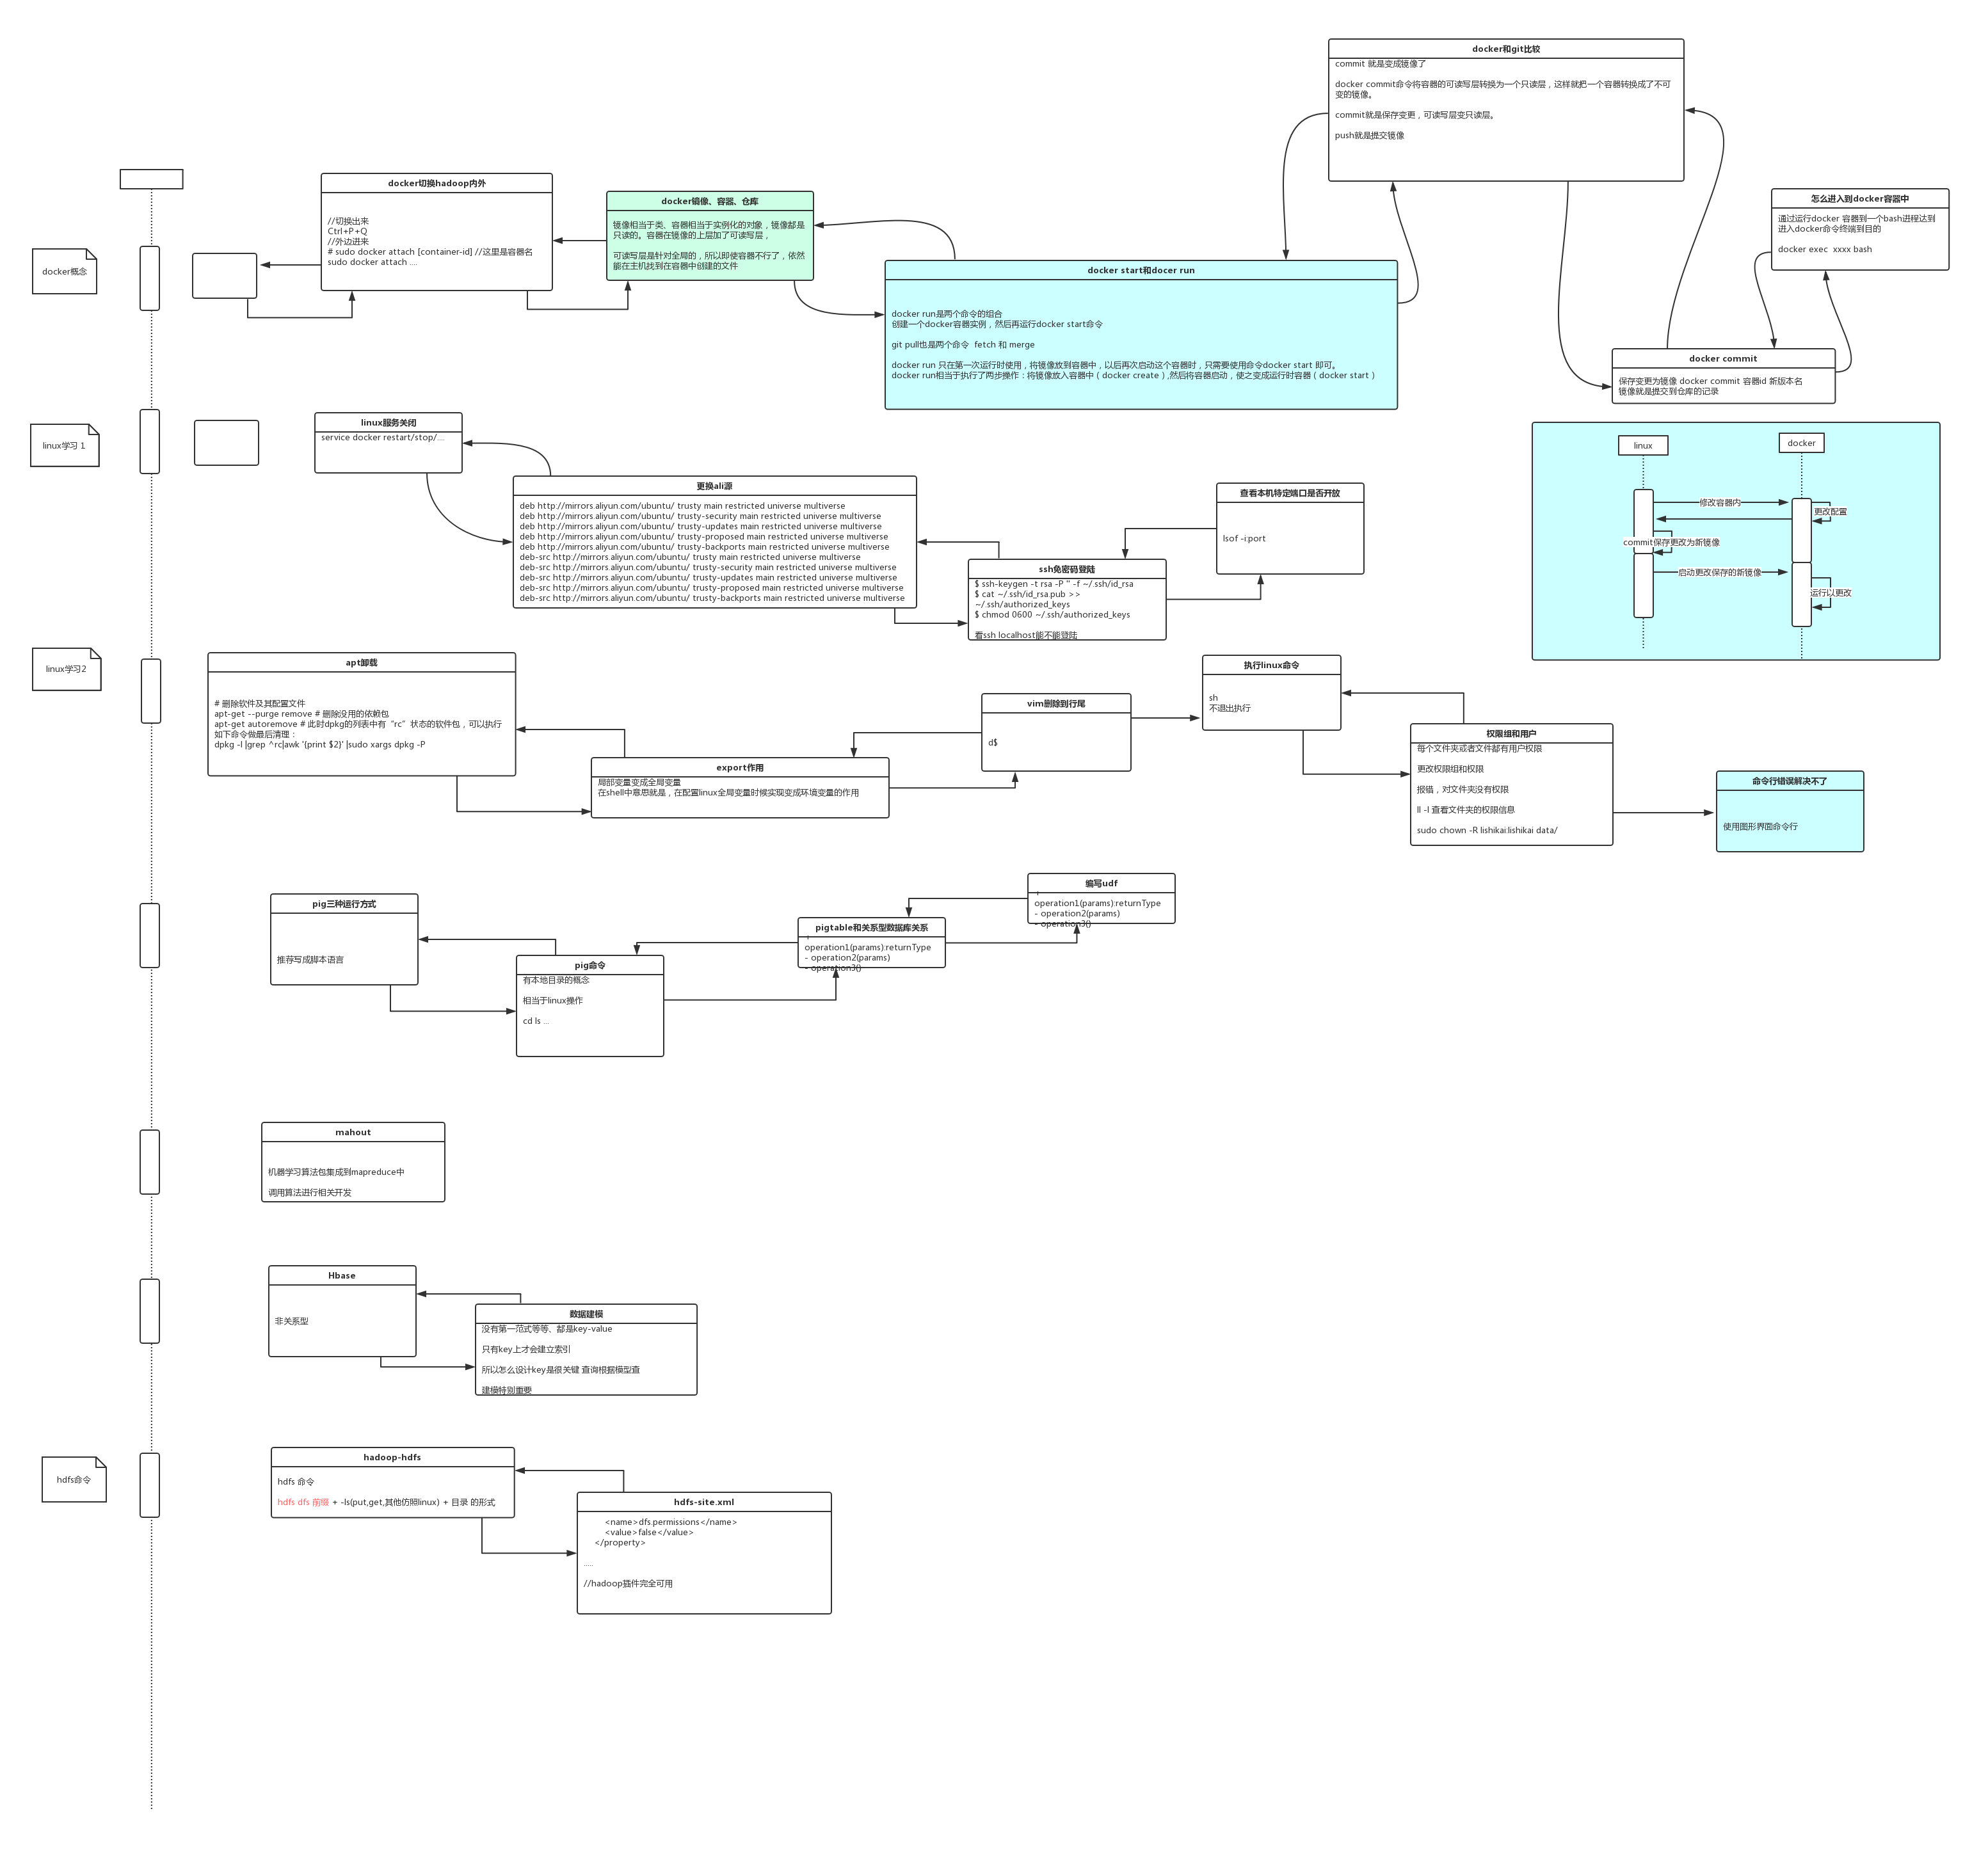 docker和git比较
commit 就是变成镜像了
docker commit命令将容器的可读写层转换为一个只读层，这样就把一个容器转换成了不可
变的镜像。
commit就是保存变更，可读写层变只读层。
push就是提交镜像
docker概念
docker切换hadoop内外
//切换出来
Ctrl+P+Q
//外边进来
# sudo docker attach [container-id] //这里是容器名
sudo docker attach ....
docker镜像、容器、仓库
镜像相当于类、容器相当于实例化的对象，镜像都是
只读的。容器在镜像的上层加了可读写层，
可读写层是针对全局的，所以即使容器不行了，依然
能在主机找到在容器中创建的文件
docker start和docer run
docker run是两个命令的组合
创建一个docker容器实例，然后再运行docker start命令
git pull也是两个命令  fetch 和 merge
docker run 只在第一次运行时使用，将镜像放到容器中，以后再次启动这个容器时，只需要使用命令docker start 即可。
docker run相当于执行了两步操作：将镜像放入容器中（docker create）,然后将容器启动，使之变成运行时容器（docker start）
怎么进入到docker容器中
通过运行docker 容器到一个bash进程达到
进入docker命令终端到目的
docker exec  xxxx bash
docker commit
保存变更为镜像 docker commit 容器id 新版本名
镜像就是提交到仓库的记录
linux
docker
修改容器内
更改配置
commit保存更改为新镜像
启动更改保存的新镜像
运行以更改
linux学习 1
linux服务关闭
service docker restart/stop/....
更换ali源
deb http://mirrors.aliyun.com/ubuntu/ trusty main restricted universe multiverse
deb http://mirrors.aliyun.com/ubuntu/ trusty-security main restricted universe multiverse
deb http://mirrors.aliyun.com/ubuntu/ trusty-updates main restricted universe multiverse
deb http://mirrors.aliyun.com/ubuntu/ trusty-proposed main restricted universe multiverse
deb http://mirrors.aliyun.com/ubuntu/ trusty-backports main restricted universe multiverse
deb-src http://mirrors.aliyun.com/ubuntu/ trusty main restricted universe multiverse
deb-src http://mirrors.aliyun.com/ubuntu/ trusty-security main restricted universe multiverse
deb-src http://mirrors.aliyun.com/ubuntu/ trusty-updates main restricted universe multiverse
deb-src http://mirrors.aliyun.com/ubuntu/ trusty-proposed main restricted universe multiverse
deb-src http://mirrors.aliyun.com/ubuntu/ trusty-backports main restricted universe multiverse
ssh免密码登陆
$ ssh-keygen -t rsa -P '' -f ~/.ssh/id_rsa
$ cat ~/.ssh/id_rsa.pub >>
~/.ssh/authorized_keys
$ chmod 0600 ~/.ssh/authorized_keys
看ssh localhost能不能登陆
查看本机特定端口是否开放
lsof -i:port
linux学习2
apt卸载
# 删除软件及其配置文件
apt-get --purge remove # 删除没用的依赖包
apt-get autoremove # 此时dpkg的列表中有“rc”状态的软件包，可以执行
如下命令做最后清理：
dpkg -l |grep ^rc|awk '{print $2}' |sudo xargs dpkg -P
export作用
局部变量变成全局变量
在shell中意思就是，在配置linux全局变量时候实现变成环境变量的作用
vim删除到行尾
d$
执行linux命令
sh
不退出执行
权限组和用户
每个文件夹或者文件都有用户权限
更改权限组和权限
报错，对文件夹没有权限
ll -l 查看文件夹的权限信息
sudo chown -R lishikai:lishikai data/
命令行错误解决不了
使用图形界面命令行
pig三种运行方式
推荐写成脚本语言
pig命令
有本地目录的概念
相当于linux操作
cd ls ...
pigtable和关系型数据库关系
+
operation1(params):returnType
- operation2(params)
- operation3()
编写udf
+
operation1(params):returnType
- operation2(params)
- operation3()
mahout
机器学习算法包集成到mapreduce中
调用算法进行相关开发
Hbase
非关系型
数据建模
没有第一范式等等、都是key-value
只有key上才会建立索引
所以怎么设计key是很关键 查询根据模型查
建模特别重要
hdfs命令
hadoop-hdfs
hdfs 命令
hdfs dfs 前缀 + -ls(put,get,其他仿照linux) + 目录 的形式
hdfs-site.xml
<name>dfs.permissions</name>
<value>false</value>
</property>
.....
//hadoop插件完全可用